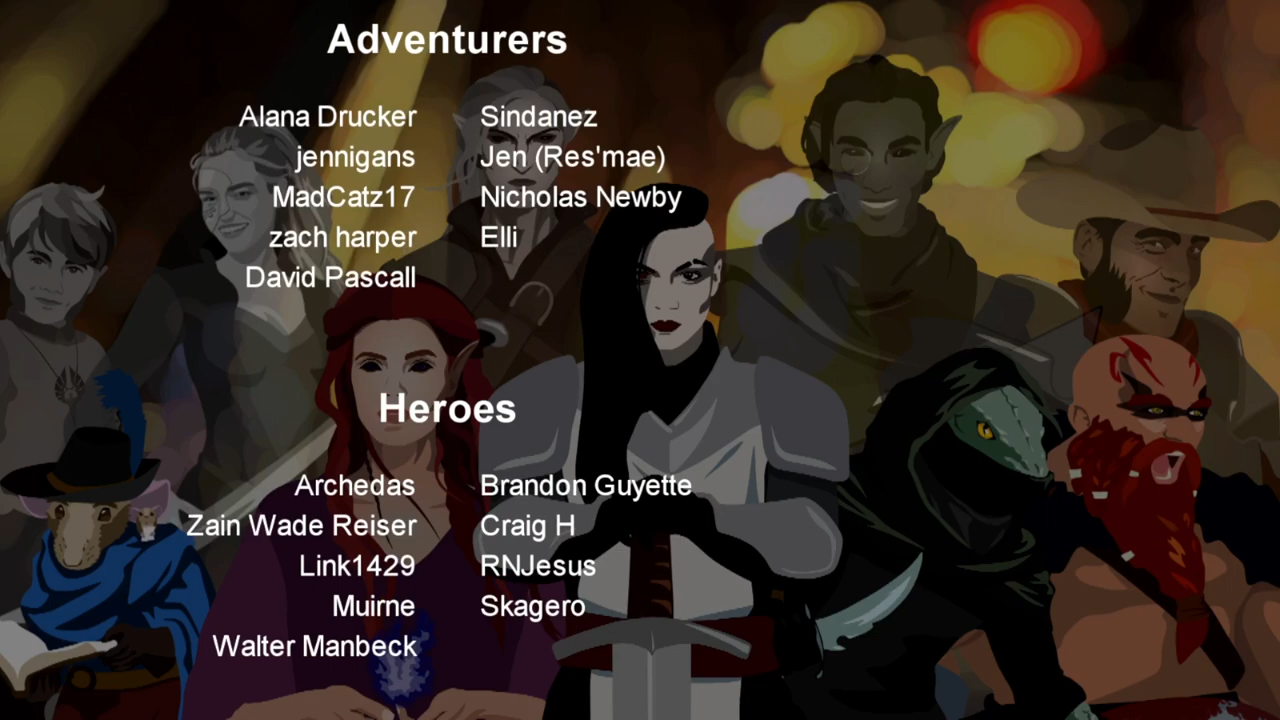 Adventurers
Alana Drucker Sindanez
jennigans Jen (Res'mae)
MadCatz17 Nicholas Newby
zach harper Elli
David Pascall
Heroes
Archedas Brandon Guyette
Zain Wade Reiser Craig H
Link1429 RNJesus
Muirne Skagero
Walter Manbeck